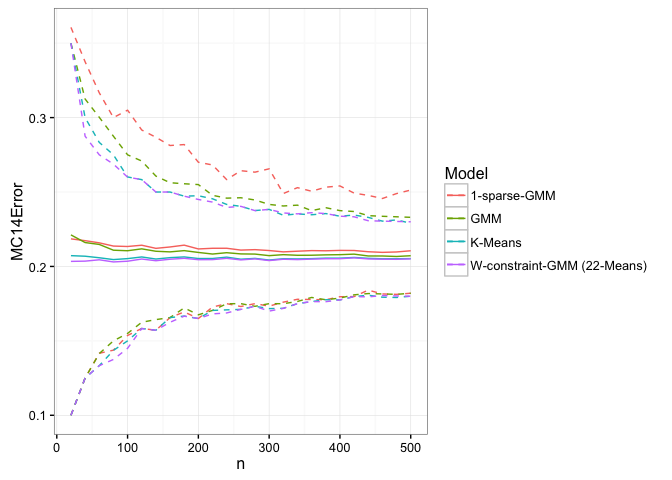 MC14Error
0.3
0.2
0.1
0
100
200
300
400
500
n
Model
1-sparse-GMM
GMM
K-Means
W-constraint-GMM (22-Means)